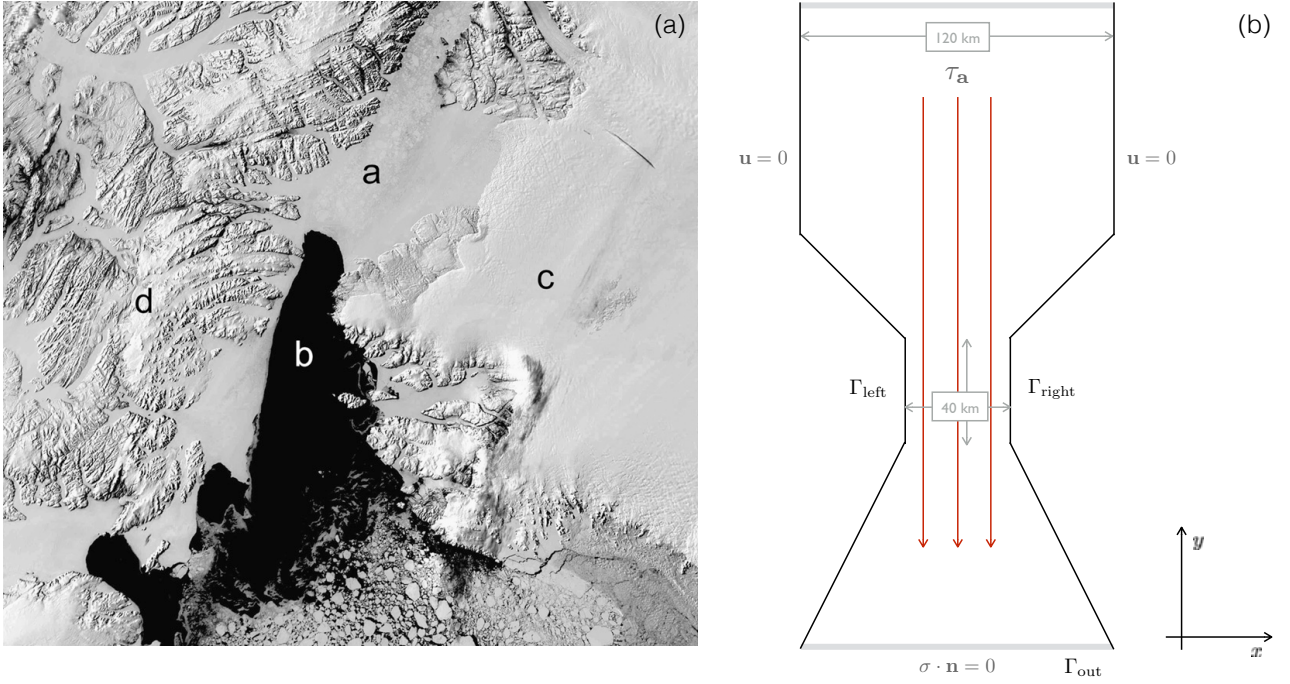 (a)
a
b
c
d
(b)
120 km
τa
u = 0
u = 0
Γleft
40 km
Γright
y
x
σ · n = 0
Γout